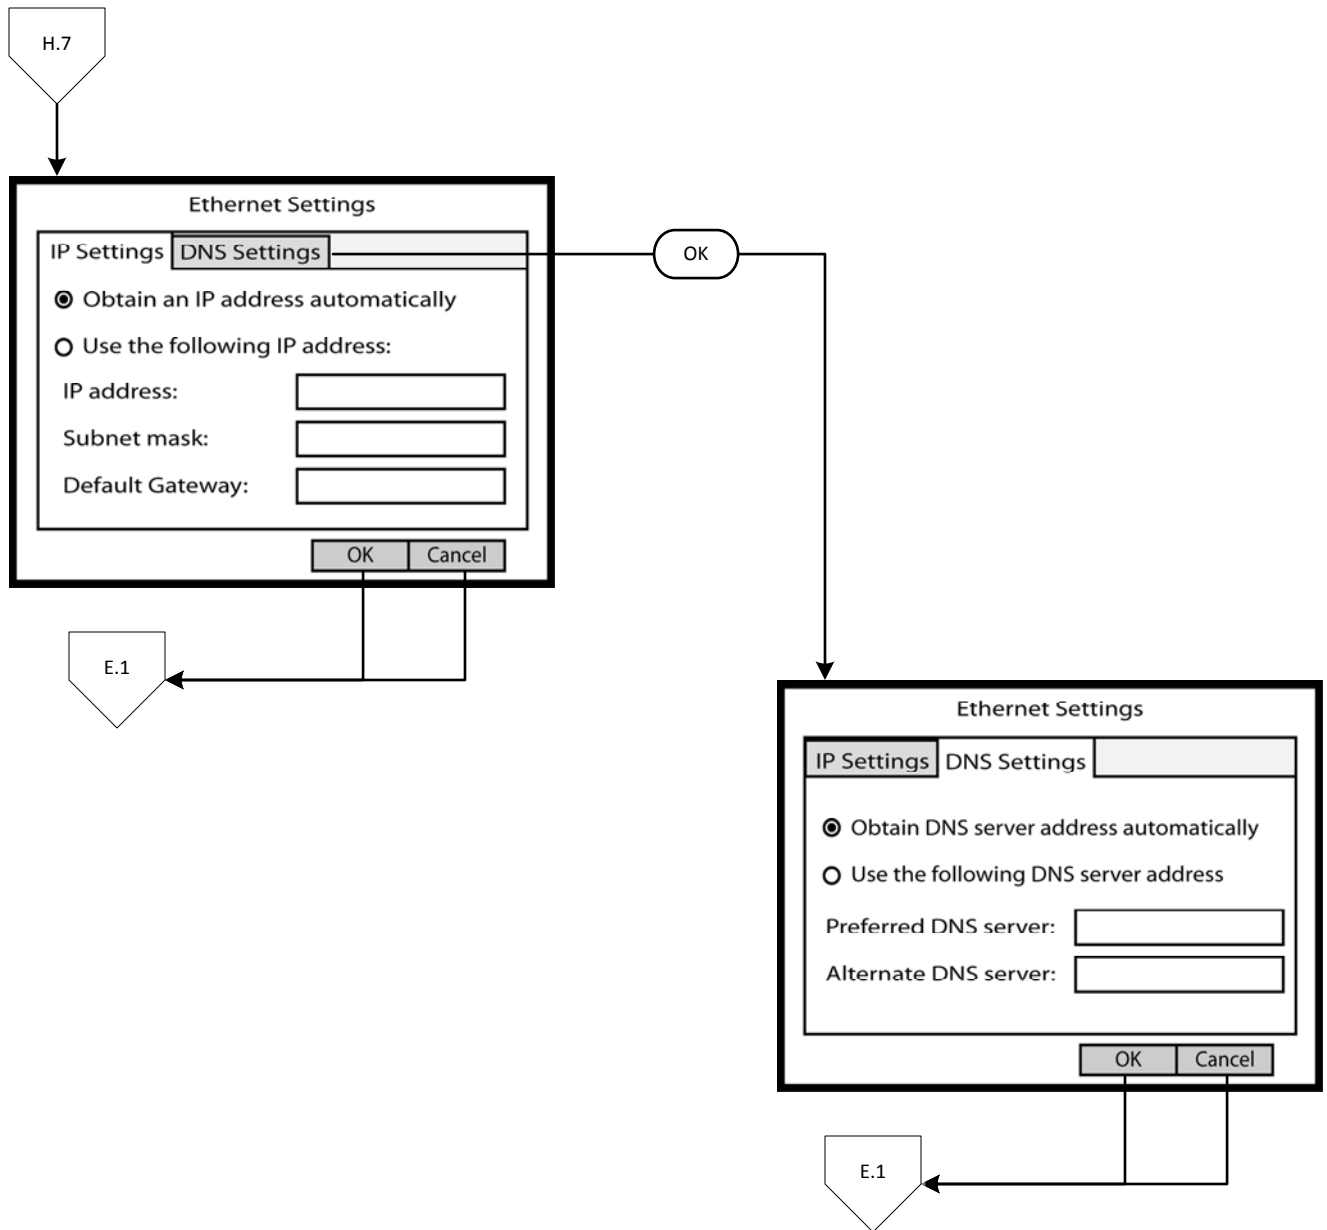 H.7
Ethernet Settings
IP Settings DNS Settings
OK
Obtain an IP address automatically
Use the following IP address:
IP address:
Subnet mask:
Default Gateway:
OK Cancel
E.1
Ethernet Settings
IP Settings DNS Settings
Obtain DNS server address automatically
Use the following DNS server address
Preferred DNS server:
Alternate DNS server:
OK Cancel
E.1